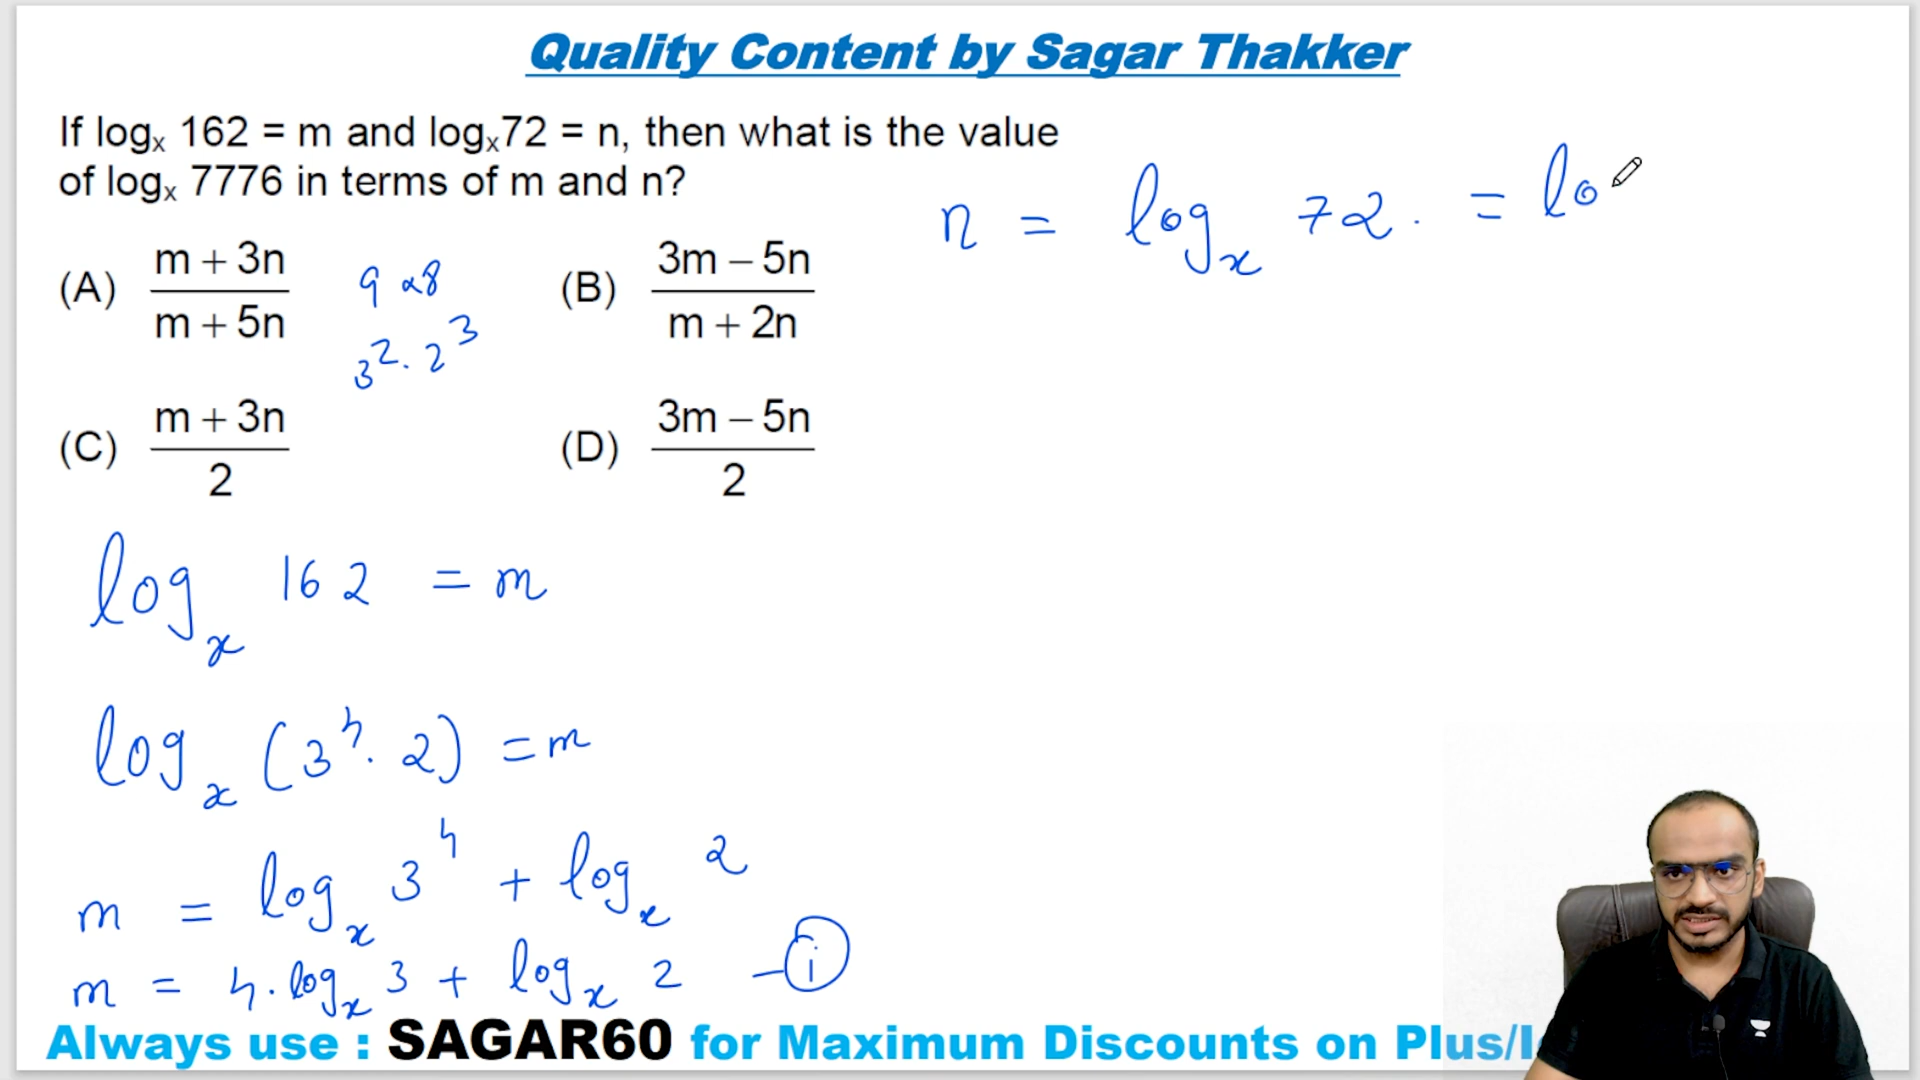 Quality Content by Sagar Thakker
If logₓ 162 = m and logₓ72 = n, then what is the value
of logₓ 7776 in terms of m and n?
(A) (m + 3n)/(m + 5n)
(B) (3m – 5n)/(m + 2n)
(C) (m + 3n)/2
(D) (3m – 5n)/2
9 × 8
3². 2³
n = logₓ 72. = lo
logₓ 162 = m
logₓ (3⁴. 2) = m
m = logₓ 3⁴ + logₓ 2
m = 4. logₓ 3 + logₓ 2 – ⓘ
Always use : SAGAR60 for Maximum Discounts on Plus/I